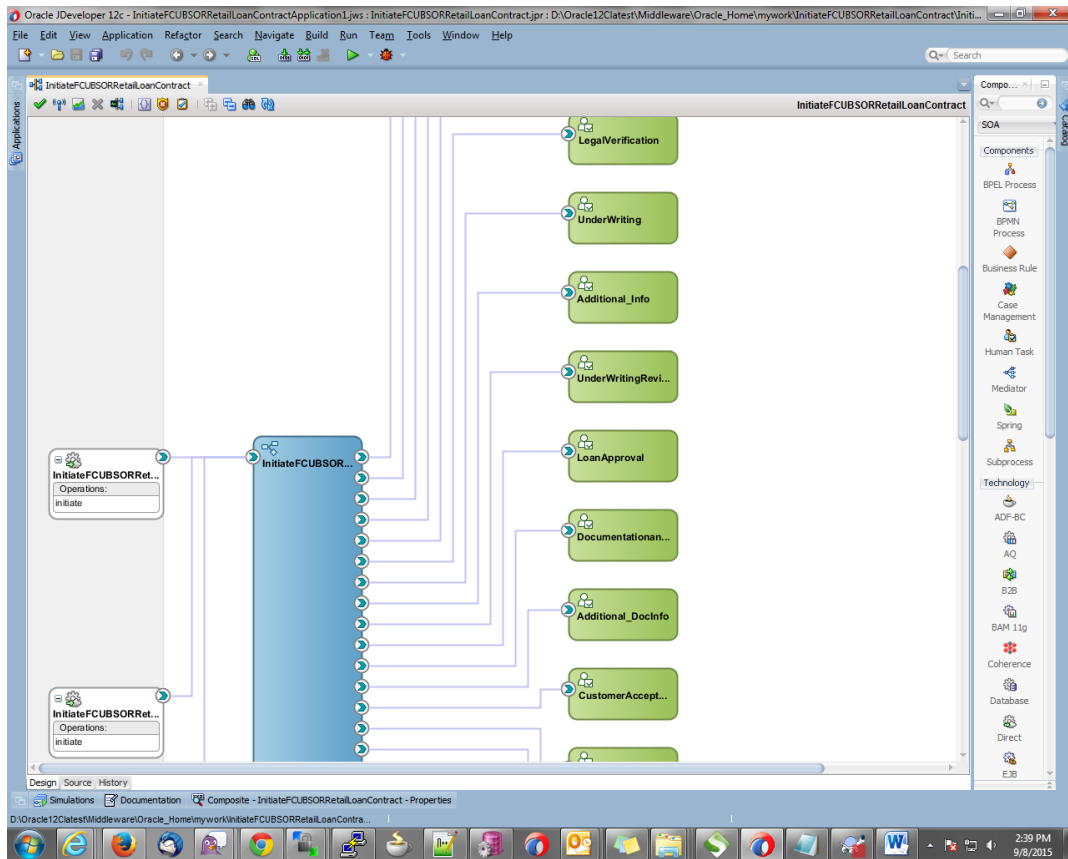 Oracle JDeveloper 12c - InitiateFCUBSORRetailLoanContractApplication1.jws : InitiateFCUBSORRetailLoanContract.jpr : D:\Oracle12Clatest\Middleware\Oracle_Home\mywork\InitiateFCUBSORRetailLoanContract\Initi...
File Edit View Application Refactor Search Navigate Build Run Team Tools Window Help
Search
InitiateFCUBSORRetailLoanContract
InitiateFCUBSORRetailLoanContract
Applications
LegalVerification
UnderWriting
Additional_Info
UnderWritingRevi...
LoanApproval
Documentationan...
Additional_DocInfo
CustomerAccept...
InitiateFCUBSORRet...
Operations:
initiate
InitiateFCUBSOR...
InitiateFCUBSORRet...
Operations:
initiate
Compo...
SOA
Catalog
Components
BPEL Process
BPMN
Process
Business Rule
Case
Management
Human Task
Mediator
Spring
Subprocess
Technology
ADF-BC
AQ
B2B
BAM 11g
Coherence
Database
Direct
EJB
Design Source History
Simulations Documentation Composite - InitiateFCUBSORRetailLoanContract - Properties
D:\Oracle12Clatest\Middleware\Oracle_Home\mywork\InitiateFCUBSORRetailLoanContra...
2:39 PM
9/8/2015